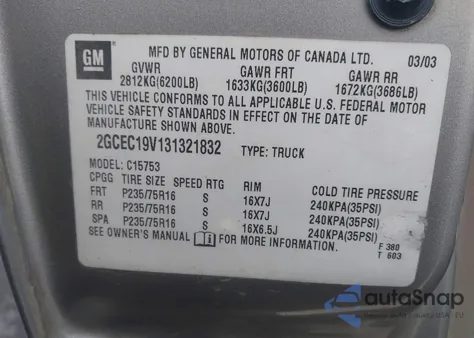 GM
MFD BY GENERAL MOTORS OF CANADA LTD. 03/03
GVWR GAWR FRT GAWR RR
2812KG(6200LB) 1633KG(3600LB) 1672KG(3686LB)
THIS VEHICLE CONFORMS TO ALL APPLICABLE U.S. FEDERAL MOTOR
VEHICLE SAFETY STANDARDS IN EFFECT ON THE DATE OF
MANUFACTURE SHOWN ABOVE.
2GCEC19V131321832 TYPE: TRUCK
MODEL: C15753
CPGG TIRE SIZE SPEED RTG RIM COLD TIRE PRESSURE
FRT P235/75R16 S 16X7J 240KPA(35PSI)
RR P235/75R16 S 16X7J 240KPA(35PSI)
SPA P235/75R16 S 16X6.5J 240KPA(35PSI)
SEE OWNER'S MANUAL i FOR MORE INFORMATION.
F 380
T 603
autoSnap